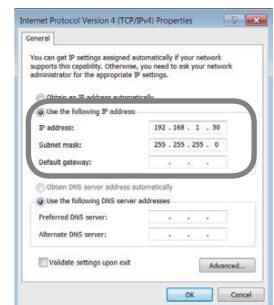 Internet Protocol Version 4 (TCP/IPv4) Properties
General
You can get IP settings assigned automatically if your network
supports this capability. Otherwise, you need to ask your network
administrator for the appropriate IP settings.
Obtain an IP address automatically
Use the following IP address:
IP address: 192 . 168 . 1 . 50
Subnet mask: 255 . 255 . 255 . 0
Default gateway: . . .
Obtain DNS server address automatically
Use the following DNS server addresses
Preferred DNS server: . . .
Alternate DNS server: . . .
Validate settings upon exit
Advanced...
OK Cancel